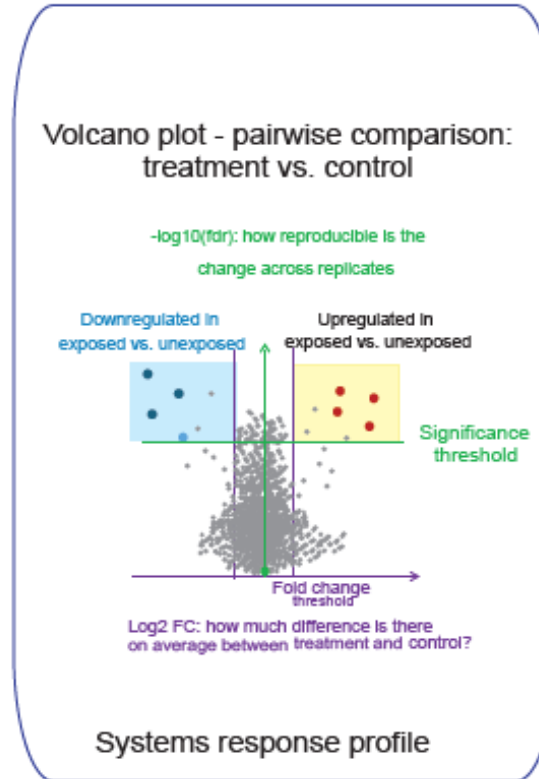 Volcano plot - pairwise comparison:
treatment vs. control
-log10(fdr): how reproducible is the
change across replicates
Downregulated in
exposed vs. unexposed
Upregulated in
exposed vs. unexposed
Significance
threshold
Fold change
threshold
Log2 FC: how much difference is there
on average between treatment and control?
Systems response profile